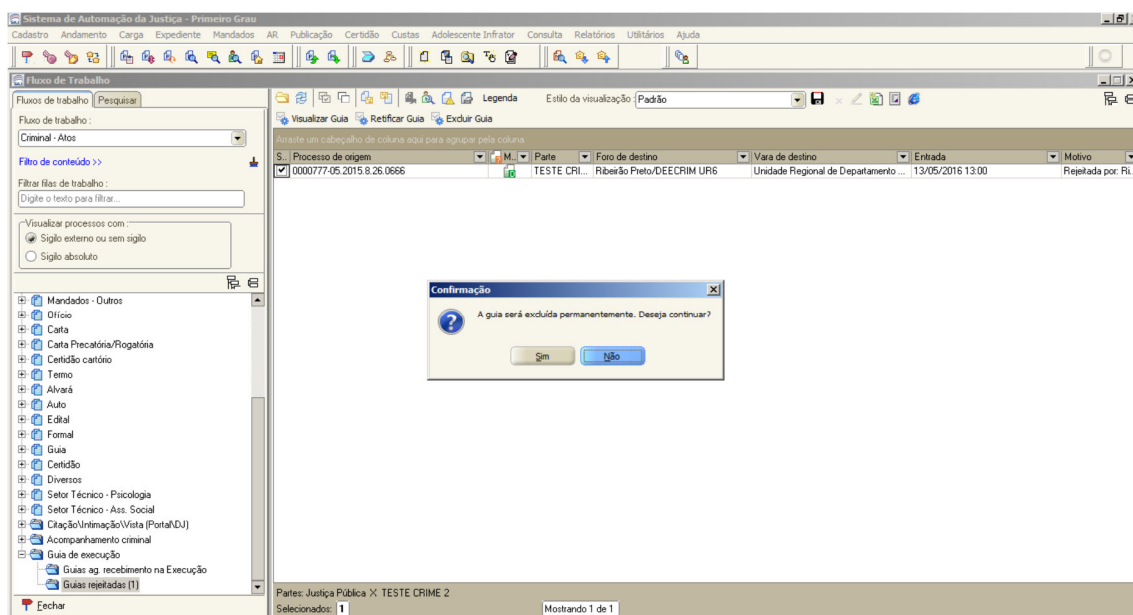 Sistema de Automação da Justiça - Primeiro Grau
Cadastro Andamento Carga Expediente Mandados AR Publicação Certidão Custas Adolescente Infrator Consulta Relatórios Utilitários Ajuda
Fluxo de Trabalho
Fluxos de trabalho Pesquisar
Legenda Estilo da visualização: Padrão
Fluxo de trabalho :
Visualizar Guia Retificar Guia Excluir Guia
Criminal - Atos
Arraste um cabeçalho de coluna aqui para agrupar pela coluna
Filtro de conteúdo >>
S.. Processo de origem M.. Parte Foro de destino Vara de destino Entrada Motivo
0000777-05.2015.8.26.0666 TESTE CRI... Ribeirão Preto/DEECRIM UR6 Unidade Regional de Departamento ... 13/05/2016 13:00 Rejeitada por: Ri...
Filtrar filas de trabalho :
Digite o texto para filtrar...
Visualizar processos com :
Sigilo externo ou sem sigilo
Sigilo absoluto
Confirmação
A guia será excluída permanentemente. Deseja continuar?
Sim Não
Mandados - Outros
Ofício
Carta
Carta Precatória/Rogatória
Certidão cartório
Termo
Alvará
Auto
Edital
Formal
Guia
Certidão
Diversos
Setor Técnico - Psicologia
Setor Técnico - Ass. Social
Citação\Intimação\Vista (Portal\DJ)
Acompanhamento criminal
Guia de execução
Guias ag. recebimento na Execução
Guias rejeitadas (1)
Partes: Justiça Pública X TESTE CRIME 2
Fechar
Selecionados: 1 Mostrando 1 de 1